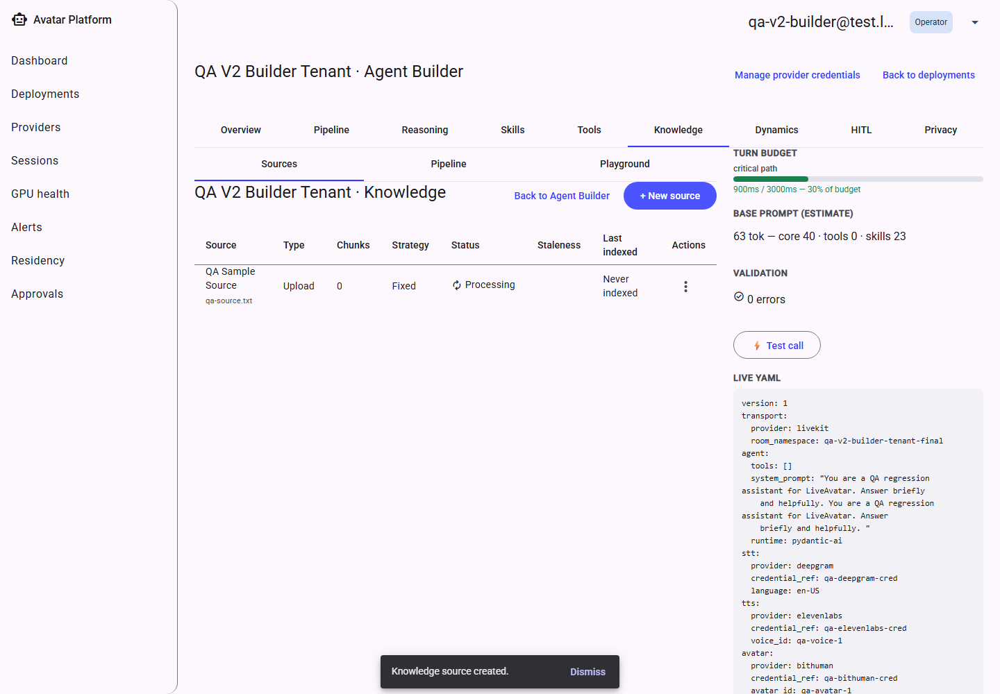 Avatar Platform
qa-v2-builder@test.l...
Operator
Dashboard
Deployments
Providers
Sessions
GPU health
Alerts
Residency
Approvals
QA V2 Builder Tenant · Agent Builder
Manage provider credentials
Back to deployments
Overview
Pipeline
Reasoning
Skills
Tools
Knowledge
Dynamics
HITL
Privacy
Sources
Pipeline
Playground
QA V2 Builder Tenant · Knowledge
Back to Agent Builder
+ New source
Source
Type
Chunks
Strategy
Status
Staleness
Last
indexed
Actions
QA Sample
Source
qa-source.txt
Upload
0
Fixed
Processing
Never
indexed
TURN BUDGET
critical path
900ms / 3000ms — 30% of budget
BASE PROMPT (ESTIMATE)
63 tok — core 40 · tools 0 · skills 23
VALIDATION
0 errors
Test call
LIVE YAML
version: 1
transport:
  provider: livekit
  room_namespace: qa-v2-builder-tenant-final
agent:
  tools: []
  system_prompt: "You are a QA regression
assistant for LiveAvatar. Answer briefly
    and helpfully. You are a QA regression
assistant for LiveAvatar. Answer
    briefly and helpfully. "
  runtime: pydantic-ai
stt:
  provider: deepgram
  credential_ref: qa-deepgram-cred
  language: en-US
tts:
  provider: elevenlabs
  credential_ref: qa-elevenlabs-cred
  voice_id: qa-voice-1
avatar:
  provider: bithuman
  credential_ref: qa-bithuman-cred
  avatar_id: qa-avatar-1
Knowledge source created.
Dismiss